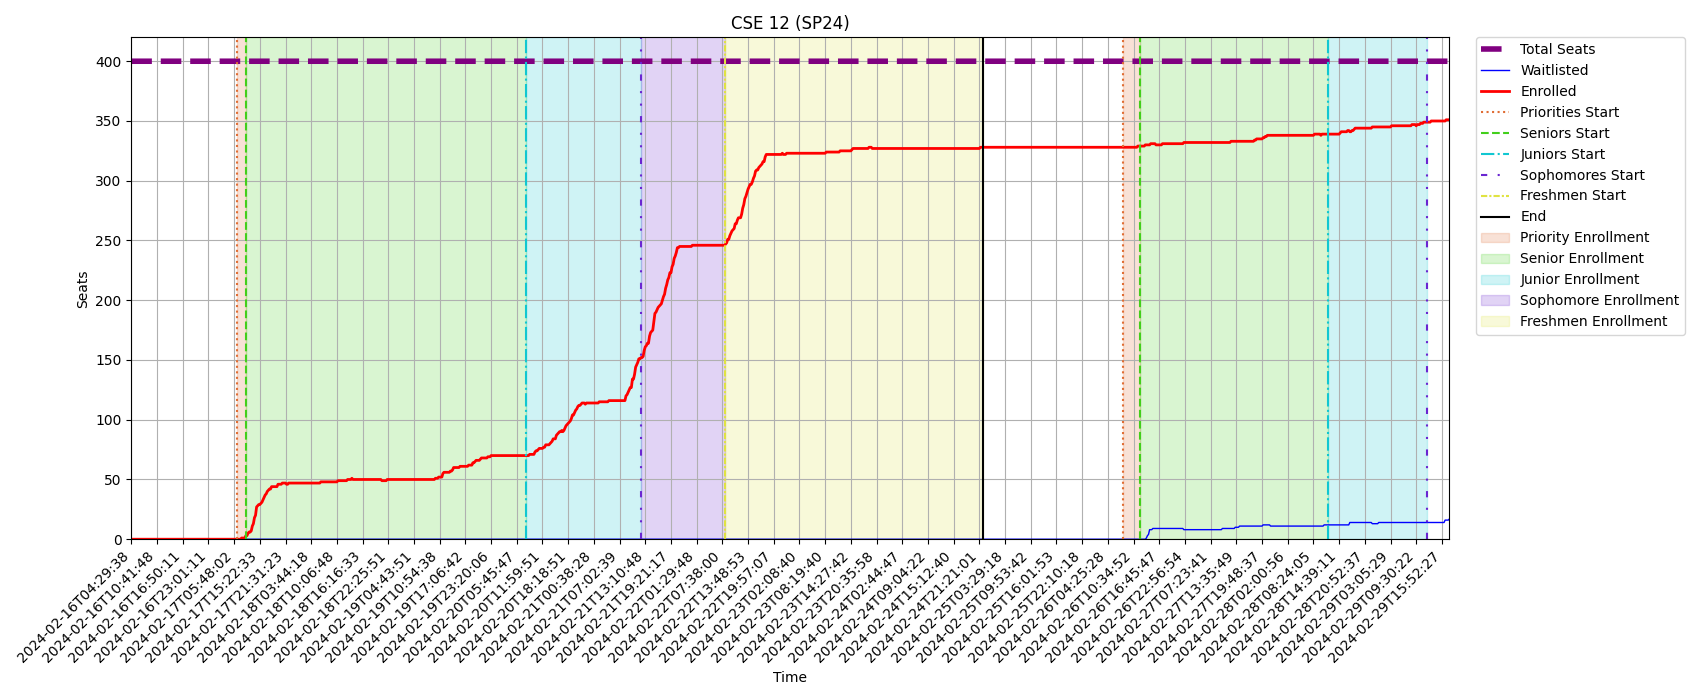 CSE 12 (SP24)
Total Seats
Waitlisted
Enrolled
Priorities Start
Seniors Start
Juniors Start
Sophomores Start
Freshmen Start
End
Priority Enrollment
Senior Enrollment
Junior Enrollment
Sophomore Enrollment
Freshmen Enrollment
Seats
400
350
300
250
200
150
100
50
0
2024-02-16T04:29:38
2024-02-16T10:41:48
2024-02-16T16:50:11
2024-02-16T23:01:11
2024-02-17T05:48:02
2024-02-17T15:22:33
2024-02-17T21:31:23
2024-02-18T03:44:18
2024-02-18T10:06:48
2024-02-18T16:16:33
2024-02-18T22:25:51
2024-02-19T04:43:51
2024-02-19T10:54:38
2024-02-19T17:06:42
2024-02-19T23:20:06
2024-02-20T05:45:47
2024-02-20T11:59:51
2024-02-20T18:18:51
2024-02-21T00:38:28
2024-02-21T07:02:39
2024-02-21T13:10:48
2024-02-21T19:21:17
2024-02-22T01:29:48
2024-02-22T07:38:00
2024-02-22T13:48:53
2024-02-22T19:57:07
2024-02-23T02:08:40
2024-02-23T08:19:40
2024-02-23T14:27:42
2024-02-23T20:35:58
2024-02-24T02:44:47
2024-02-24T09:04:22
2024-02-24T15:12:40
2024-02-24T21:21:01
2024-02-25T03:29:18
2024-02-25T09:53:42
2024-02-25T16:01:53
2024-02-25T22:10:18
2024-02-26T04:25:28
2024-02-26T10:34:52
2024-02-26T16:45:47
2024-02-26T22:56:54
2024-02-27T07:23:41
2024-02-27T13:35:49
2024-02-27T19:48:37
2024-02-28T02:00:56
2024-02-28T08:24:05
2024-02-28T14:39:11
2024-02-28T20:52:37
2024-02-29T03:05:29
2024-02-29T09:30:22
2024-02-29T15:52:27
Time